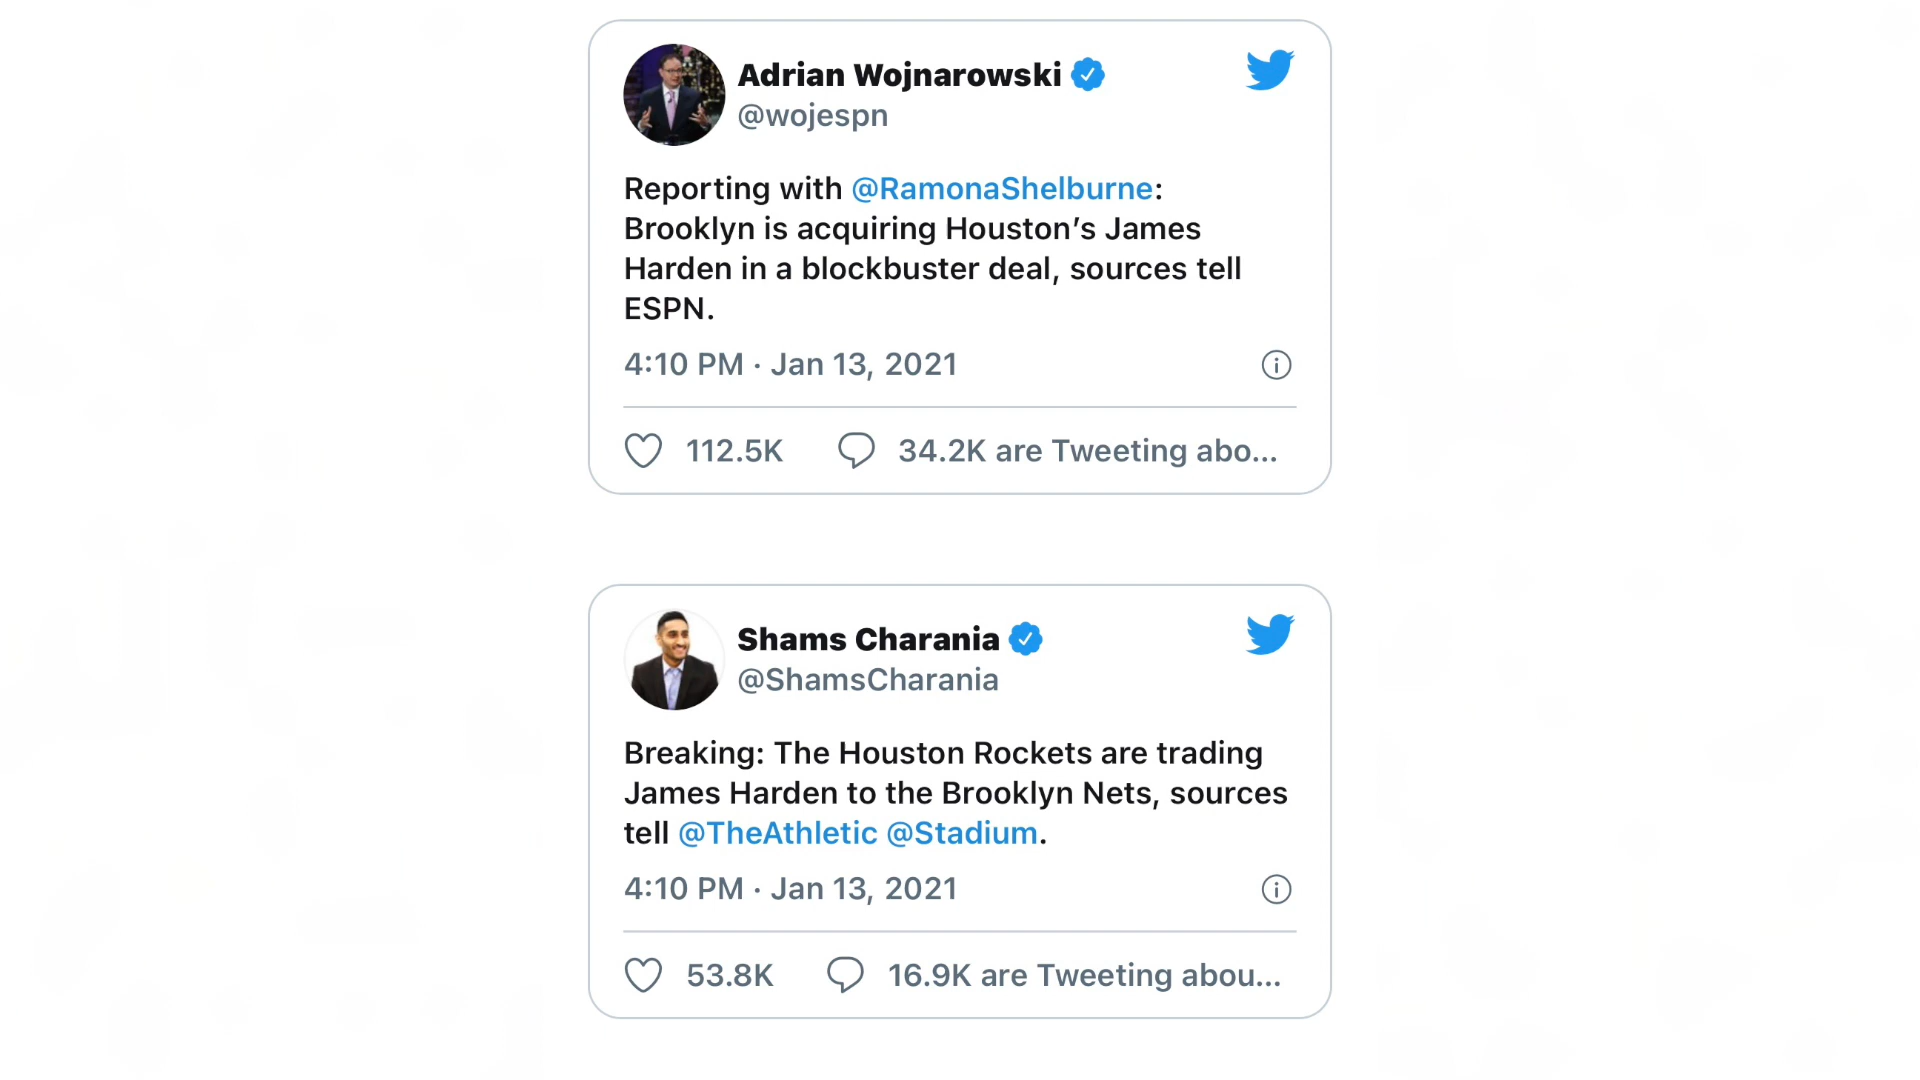 Adrian Wojnarowski
@wojespn
Reporting with @RamonaShelburne:
Brooklyn is acquiring Houston’s James
Harden in a blockbuster deal, sources tell
ESPN.
4:10 PM · Jan 13, 2021
112.5K 34.2K are Tweeting abo...
Shams Charania
@ShamsCharania
Breaking: The Houston Rockets are trading
James Harden to the Brooklyn Nets, sources
tell @TheAthletic @Stadium.
4:10 PM · Jan 13, 2021
53.8K 16.9K are Tweeting abou...